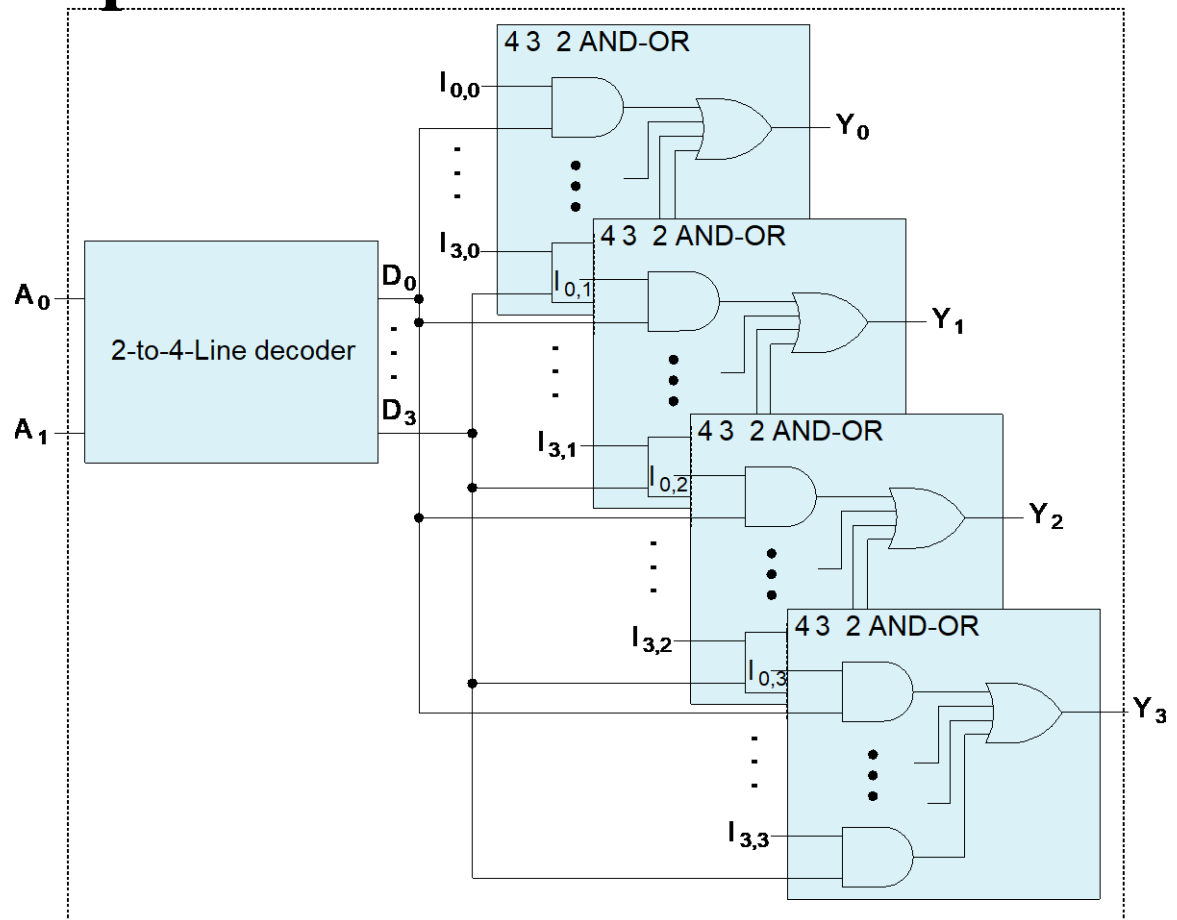 4 3 2 AND-OR
I0,0
Y0
I3,0
4 3 2 AND-OR
I0,1
Y1
D0
A0
2-to-4-Line decoder
D3
A1
I3,1
4 3 2 AND-OR
I0,2
Y2
I3,2
4 3 2 AND-OR
I0,3
Y3
I3,3